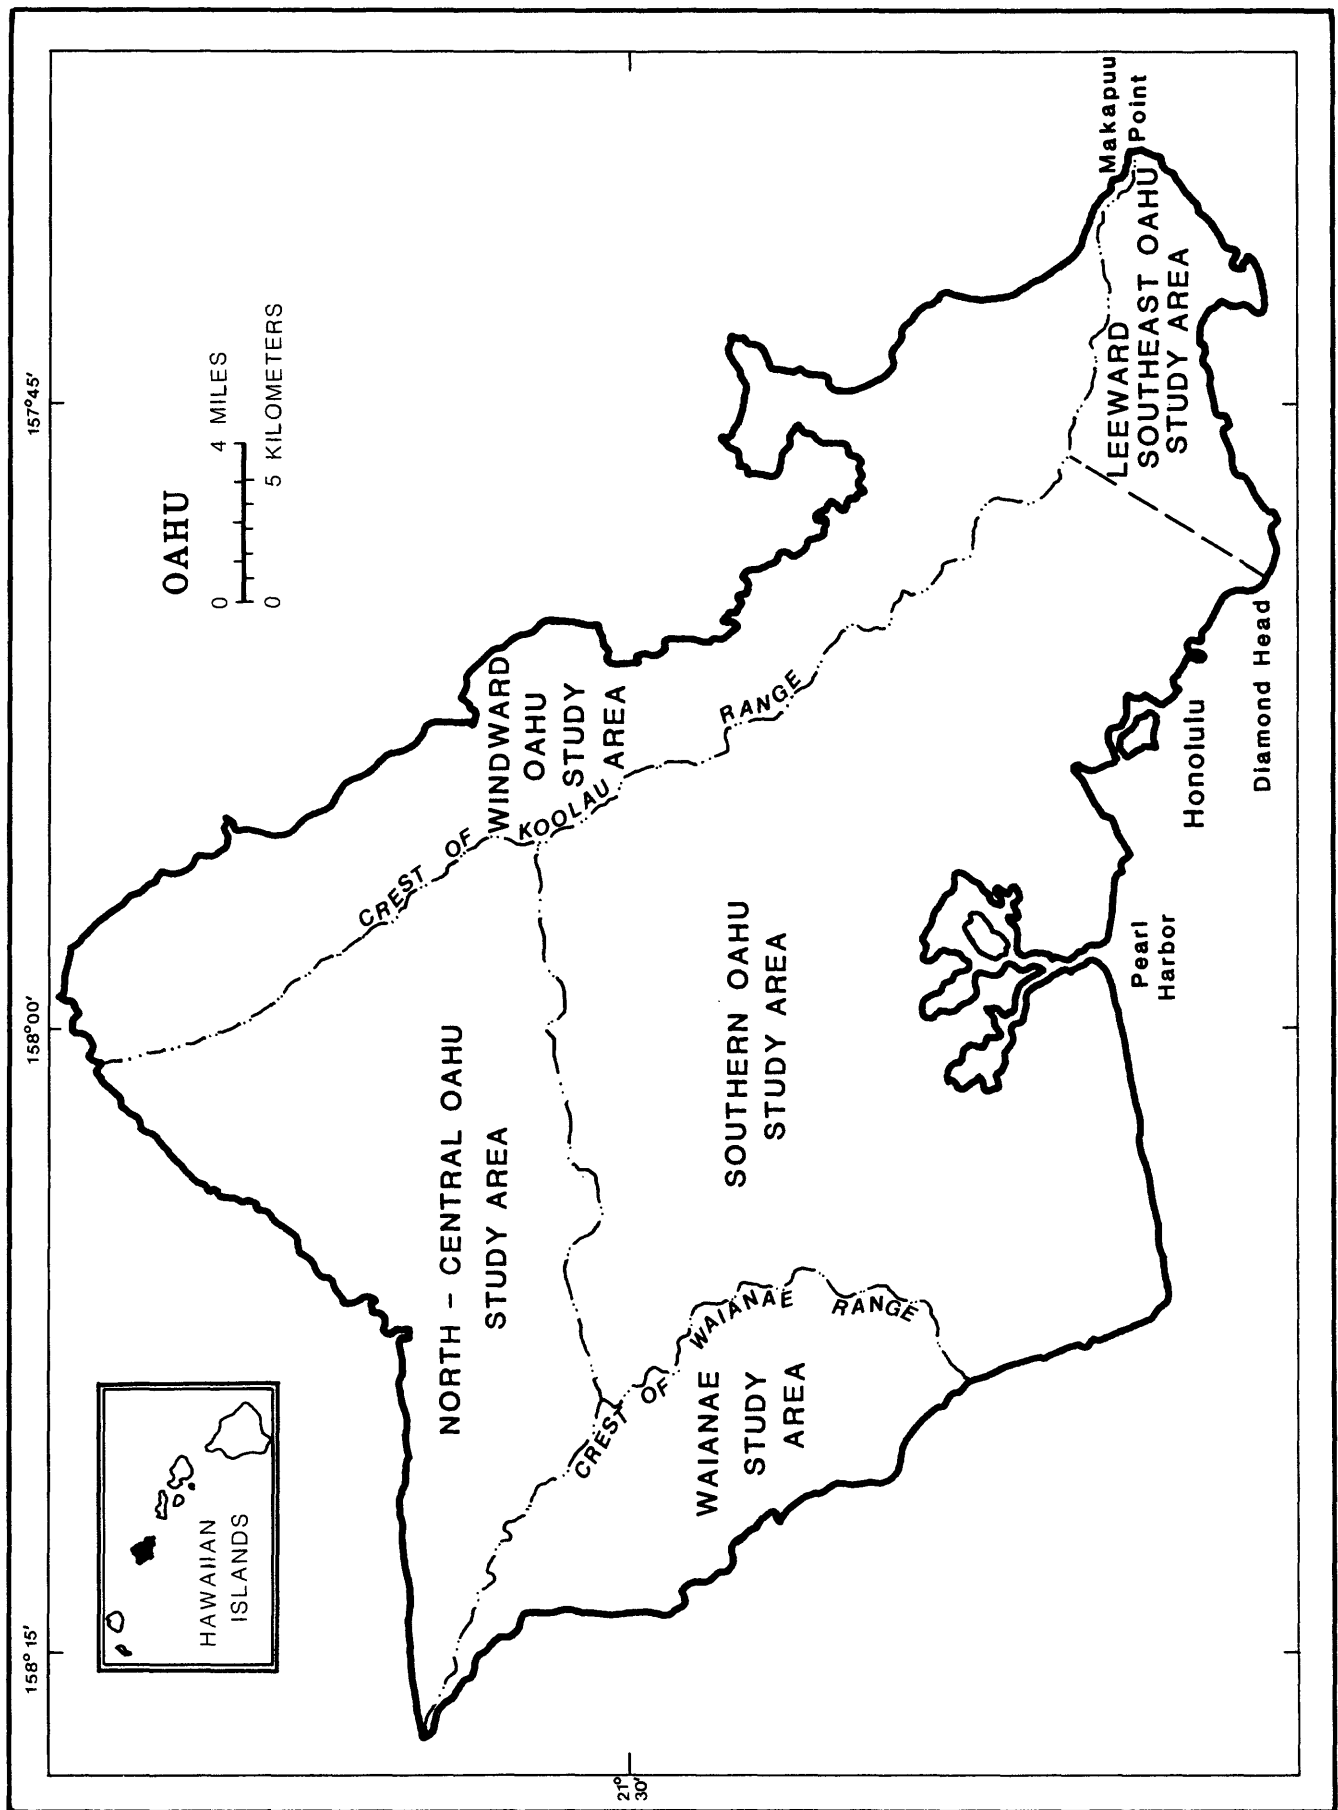 158°15'
158°00'
157°45'
21°
30'
HAWAIIAN
ISLANDS
OAHU
0 4 MILES
0 5 KILOMETERS
NORTH - CENTRAL OAHU
STUDY AREA
CREST OF KOOLAU RANGE
WINDWARD
OAHU
STUDY
AREA
CREST OF WAIANAE RANGE
WAIANAE
STUDY
AREA
SOUTHERN OAHU
STUDY AREA
Pearl
Harbor
Honolulu
Diamond Head
LEEWARD
SOUTHEAST OAHU
STUDY AREA
Makapuu
Point